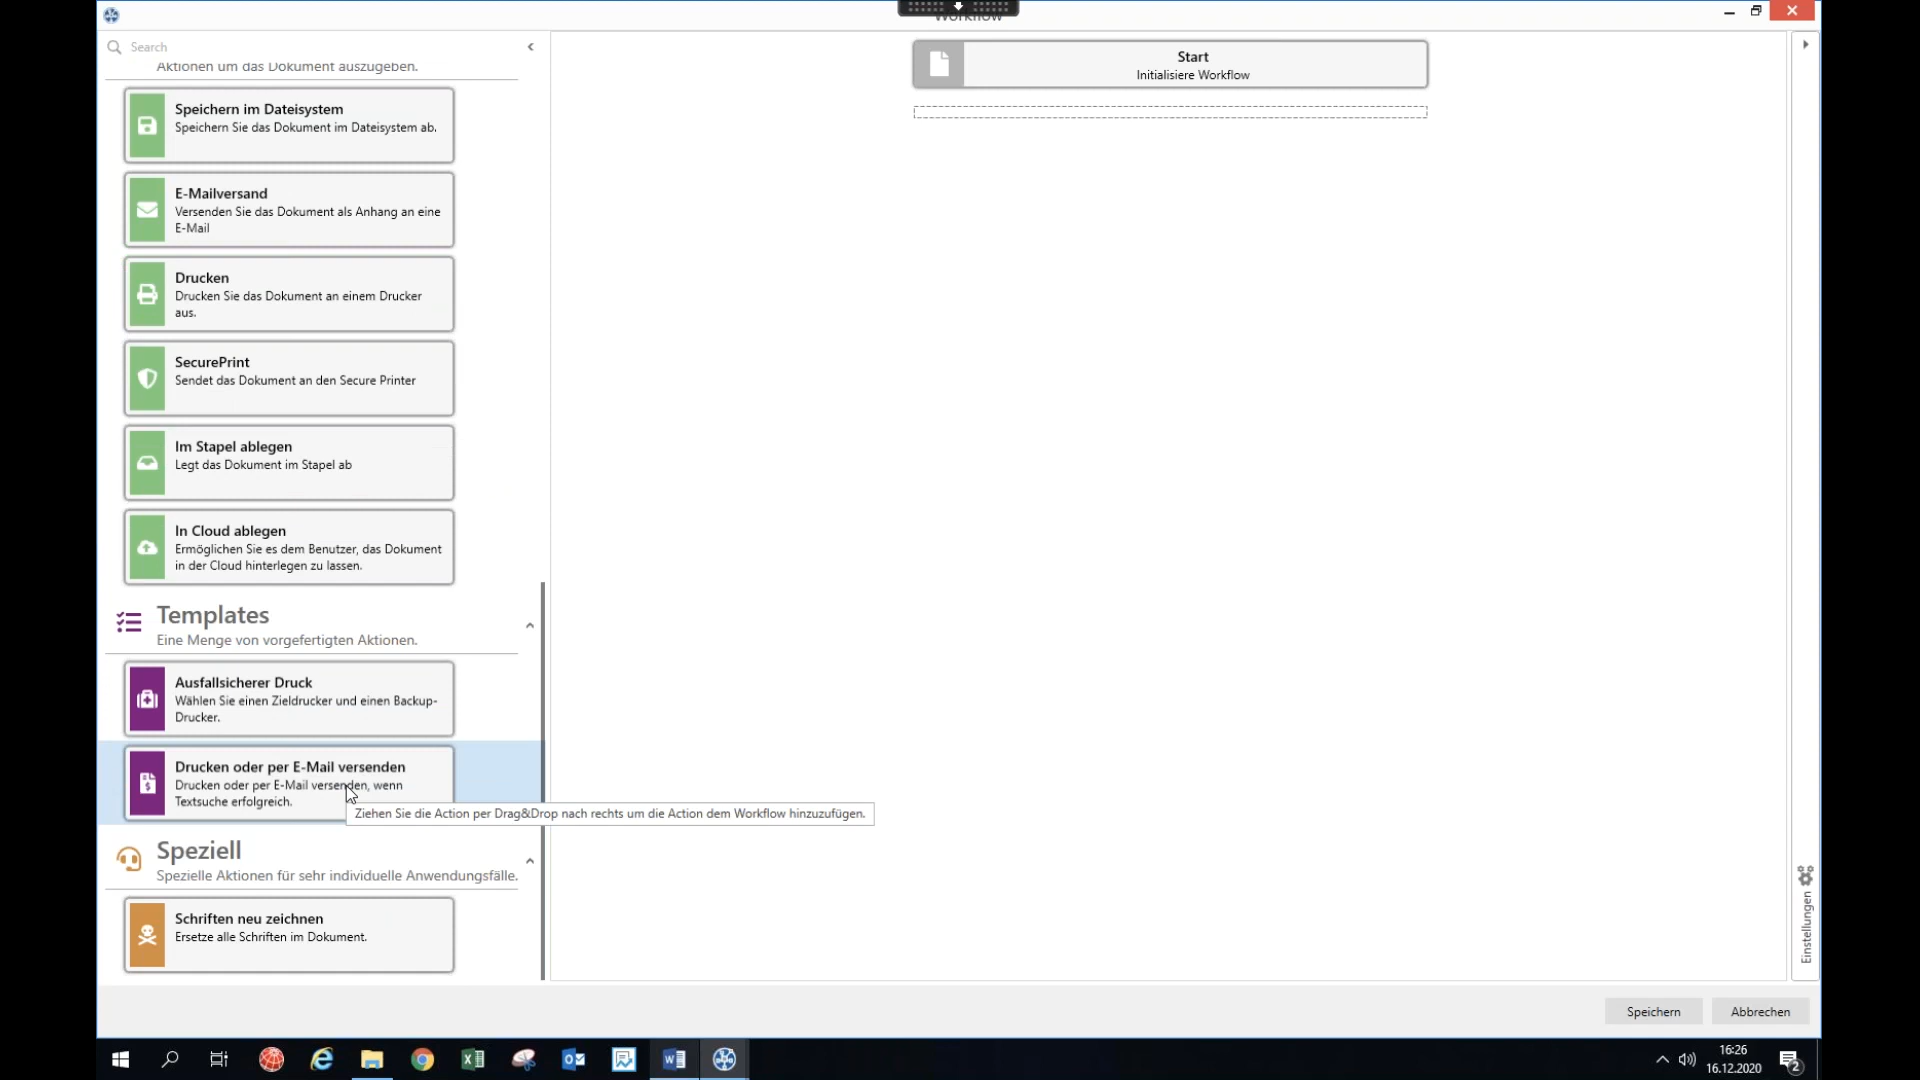 Workflow
Search
Aktionen um das Dokument auszugeben.
Speichern im Dateisystem
Speichern Sie das Dokument im Dateisystem ab.
E-Mailversand
Versenden Sie das Dokument als Anhang an eine
E-Mail
Drucken
Drucken Sie das Dokument an einem Drucker
aus.
SecurePrint
Sendet das Dokument an den Secure Printer
Im Stapel ablegen
Legt das Dokument im Stapel ab
In Cloud ablegen
Ermöglichen Sie es dem Benutzer, das Dokument
in der Cloud hinterlegen zu lassen.
Templates
Eine Menge von vorgefertigten Aktionen.
Ausfallsicherer Druck
Wählen Sie einen Zieldrucker und einen Backup-
Drucker.
Drucken oder per E-Mail versenden
Drucken oder per E-Mail versenden, wenn
Textsuche erfolgreich.
Ziehen Sie die Action per Drag&Drop nach rechts um die Action dem Workflow hinzuzufügen.
Speziell
Spezielle Aktionen für sehr individuelle Anwendungsfälle.
Schriften neu zeichnen
Ersetze alle Schriften im Dokument.
Start
Initialisiere Workflow
Einstellungen
Speichern
Abbrechen
16:26
16.12.2020
2